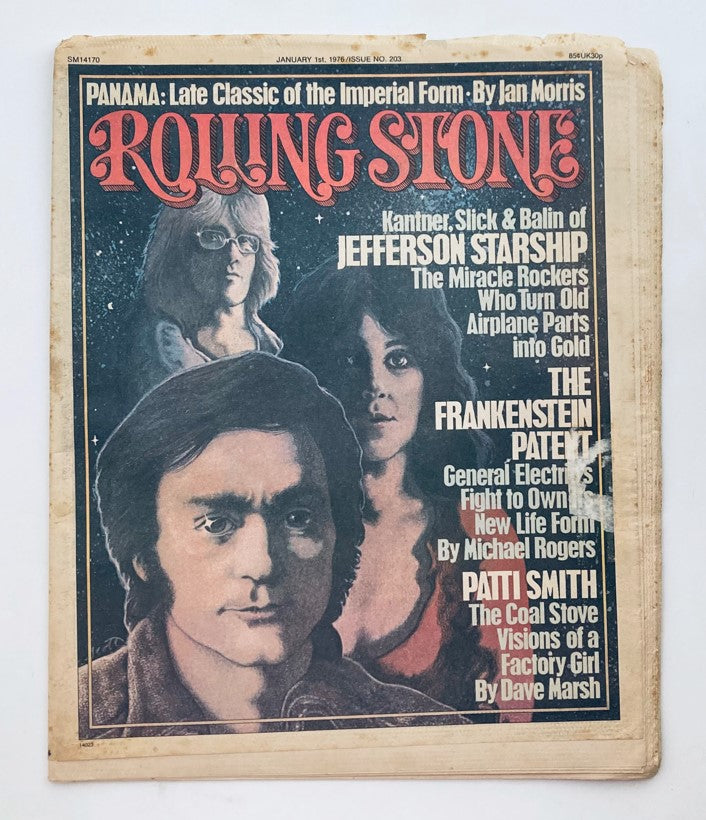 SM14170
JANUARY 1st, 1976/ISSUE NO. 203
85¢UK30p
PANAMA: Late Classic of the Imperial Form · By Jan Morris
ROLLING STONE
Kantner, Slick & Balin of
JEFFERSON STARSHIP
The Miracle Rockers
Who Turn Old
Airplane Parts
into Gold
THE
FRANKENSTEIN
PATENT
General Electric's
Fight to Own
New Life Form
By Michael Rogers
PATTI SMITH
The Coal Stove
Visions of a
Factory Girl
By Dave Marsh
14023